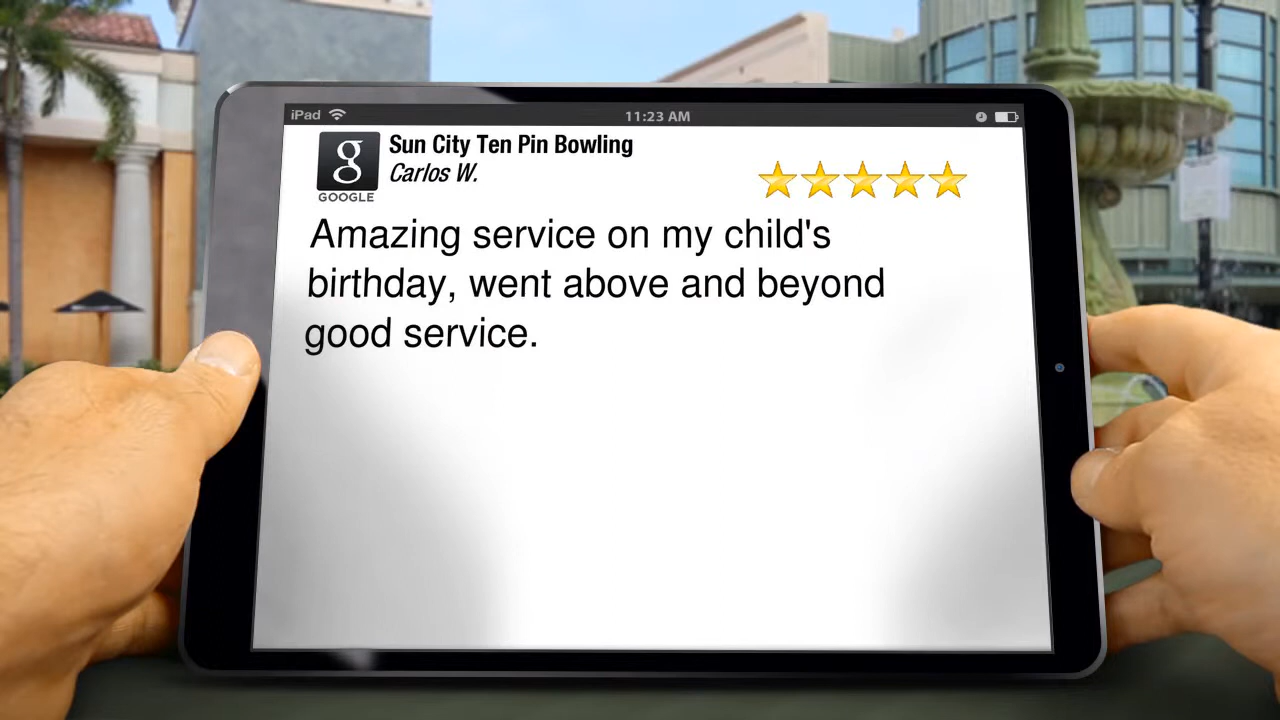 iPad 11:23 AM
g
GOOGLE
Sun City Ten Pin Bowling
Carlos W.
Amazing service on my child's
birthday, went above and beyond
good service.